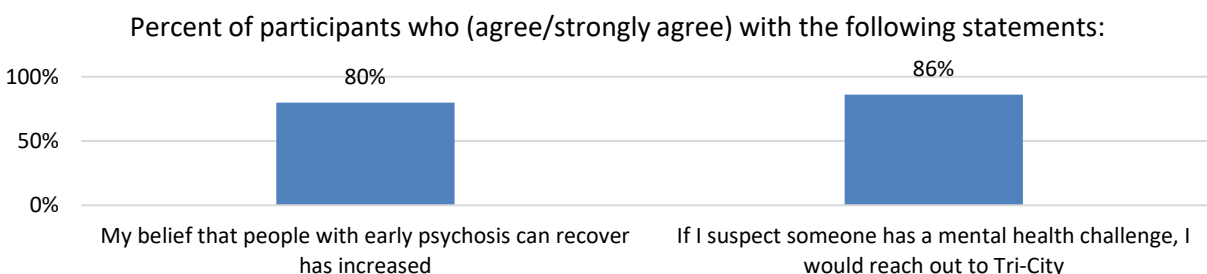 Percent of participants who (agree/strongly agree) with the following statements:
100%
80%
86%
50%
0%
My belief that people with early psychosis can recover
has increased
If I suspect someone has a mental health challenge, I
would reach out to Tri-City